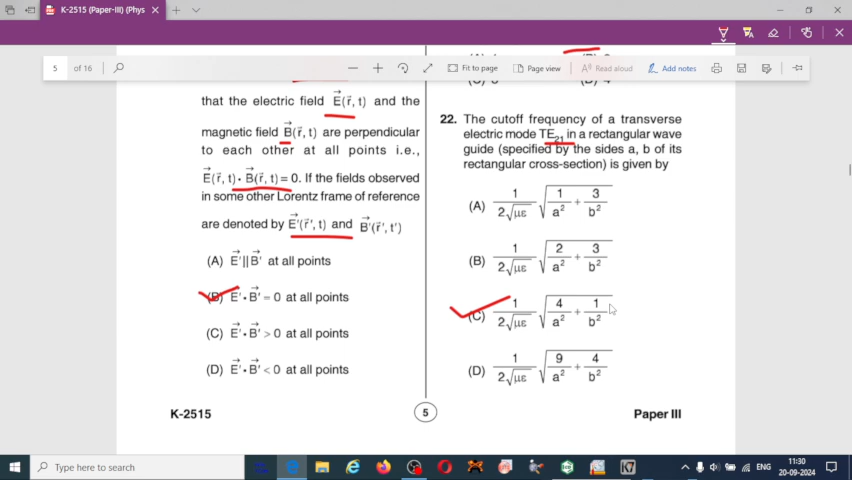 K-2515 (Paper-III) (Phys
5 of 16
Fit to page
Page view
Read aloud
Add notes
that the electric field E⃗(r⃗, t) and the
magnetic field B⃗(r⃗, t) are perpendicular
to each other at all points i.e.,
E⃗(r⃗, t) • B⃗(r⃗, t) = 0. If the fields observed
in some other Lorentz frame of reference
are denoted by E⃗'(r⃗', t) and B⃗'(r⃗', t')
(A) E⃗' || B⃗' at all points
(B) E⃗' • B⃗' = 0 at all points
(C) E⃗' • B⃗' > 0 at all points
(D) E⃗' • B⃗' < 0 at all points
K-2515
22. The cutoff frequency of a transverse
electric mode TE₂₁ in a rectangular wave
guide (specified by the sides a, b of its
rectangular cross-section) is given by
(A) 1/(2√με) √(1/a² + 3/b²)
(B) 1/(2√με) √(2/a² + 3/b²)
(C) 1/(2√με) √(4/a² + 1/b²)
(D) 1/(2√με) √(9/a² + 4/b²)
5
Paper III
Type here to search
ENG
11:30
20-09-2024